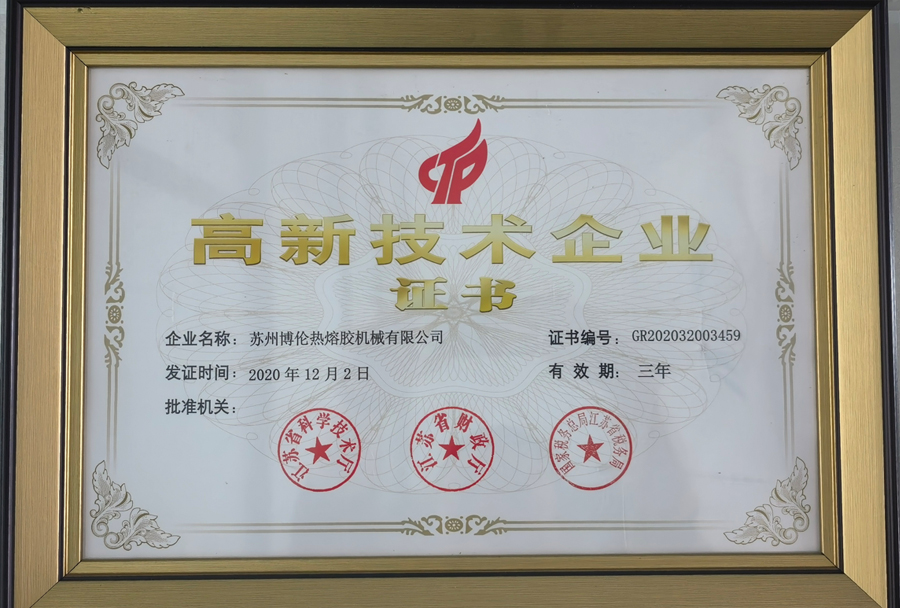 高新技术企业
证书
企业名称：苏州博伦热熔胶机械有限公司
证书编号：GR202032003459
发证时间：2020年12月2日
有效期：三年
批准机关：
江苏省科学技术厅
江苏省财政厅
国家税务总局江苏省税务局